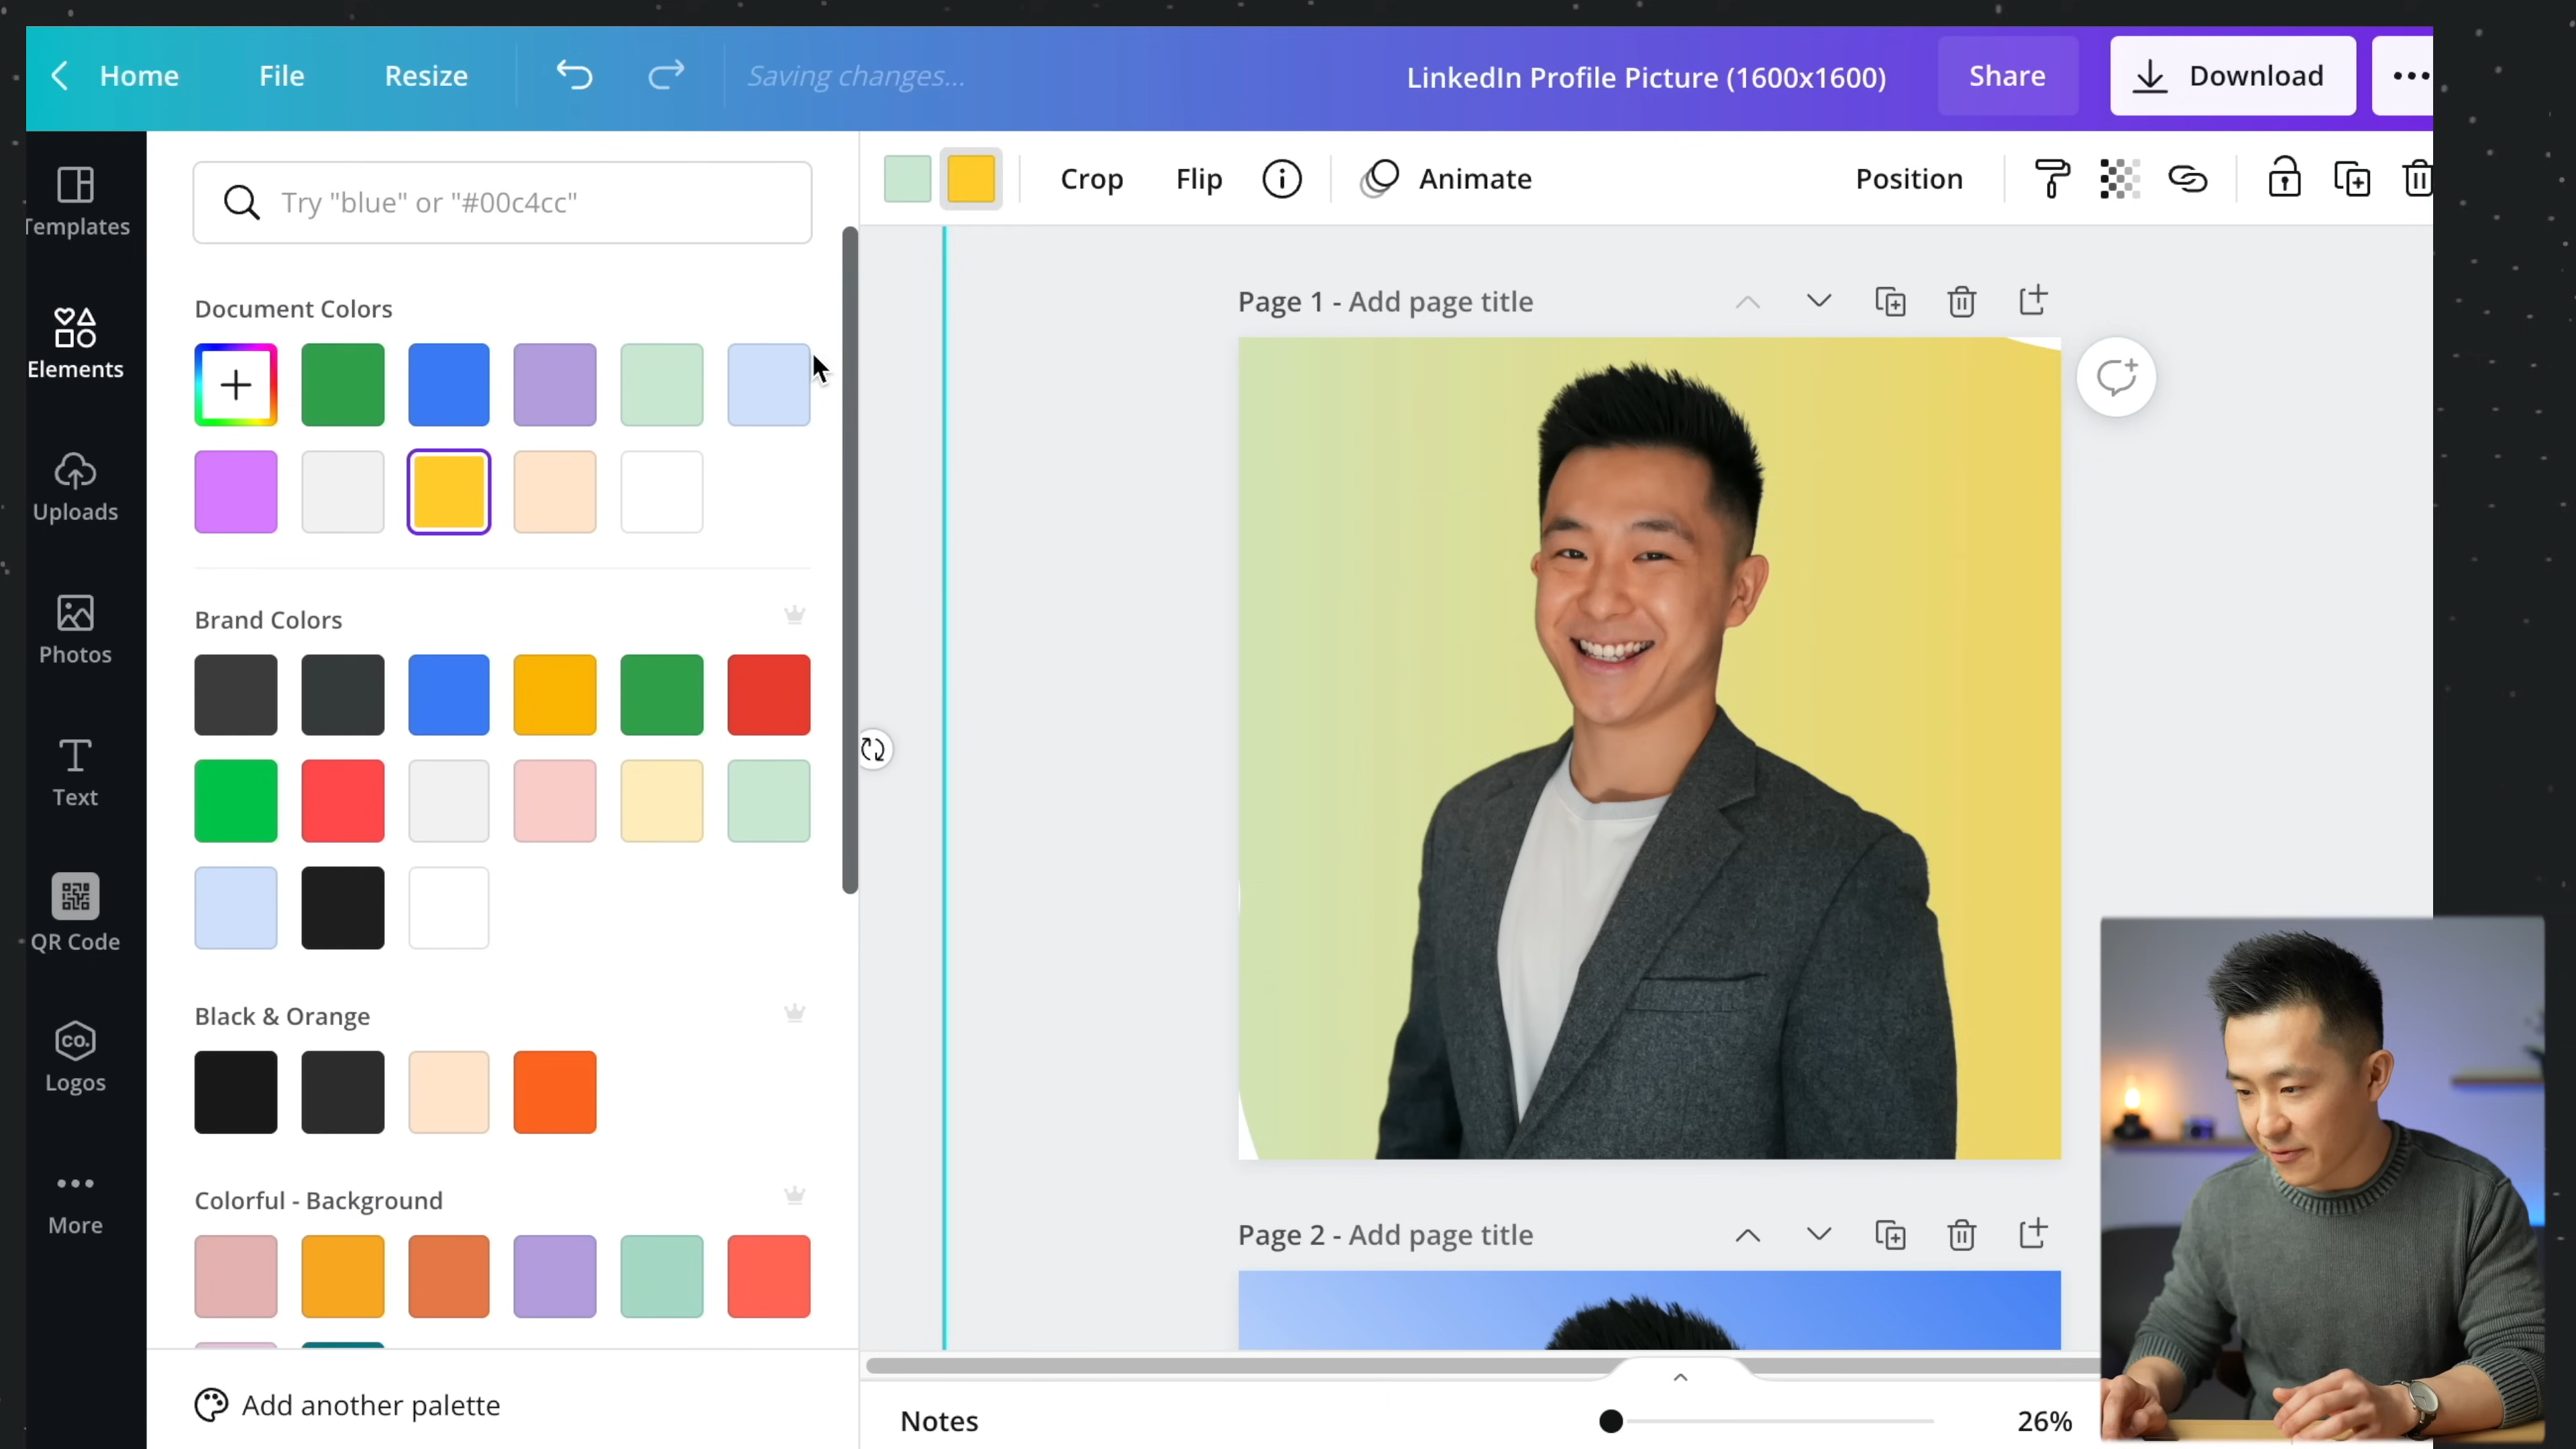 Home File Resize Saving changes... LinkedIn Profile Picture (1600x1600) Share Download
Templates
Elements
Uploads
Photos
Text
QR Code
CO.
Logos
More
Try "blue" or "#00c4cc"
Document Colors
Brand Colors
Black & Orange
Colorful - Background
Add another palette
Crop Flip Animate Position
Page 1 - Add page title
Page 2 - Add page title
Notes 26%